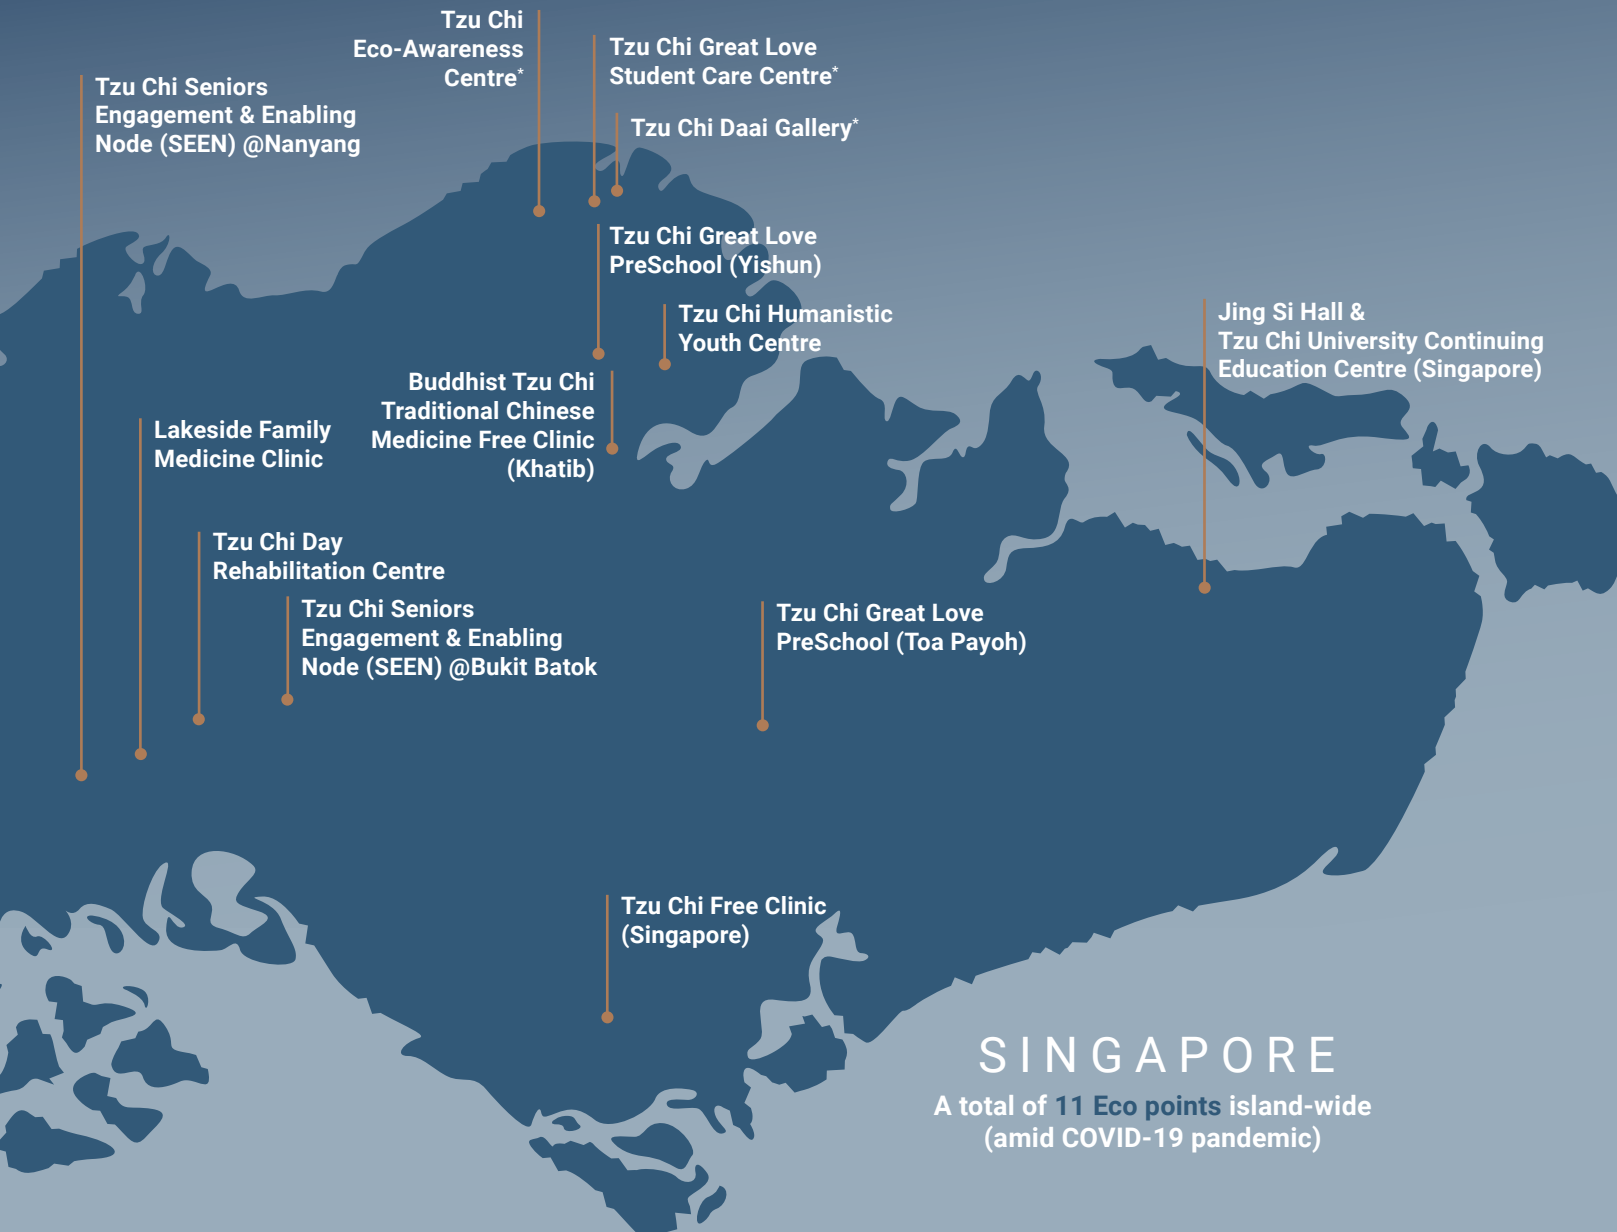 Tzu Chi
Eco-Awareness
Centre*
Tzu Chi Great Love
Student Care Centre*
Tzu Chi Seniors
Engagement & Enabling
Node (SEEN) @Nanyang
Tzu Chi Daai Gallery*
Tzu Chi Great Love
PreSchool (Yishun)
Tzu Chi Humanistic
Youth Centre
Jing Si Hall &
Tzu Chi University Continuing
Education Centre (Singapore)
Buddhist Tzu Chi
Traditional Chinese
Medicine Free Clinic
(Khatib)
Lakeside Family
Medicine Clinic
Tzu Chi Day
Rehabilitation Centre
Tzu Chi Seniors
Engagement & Enabling
Node (SEEN) @Bukit Batok
Tzu Chi Great Love
PreSchool (Toa Payoh)
Tzu Chi Free Clinic
(Singapore)
SINGAPORE
A total of 11 Eco points island-wide
(amid COVID-19 pandemic)